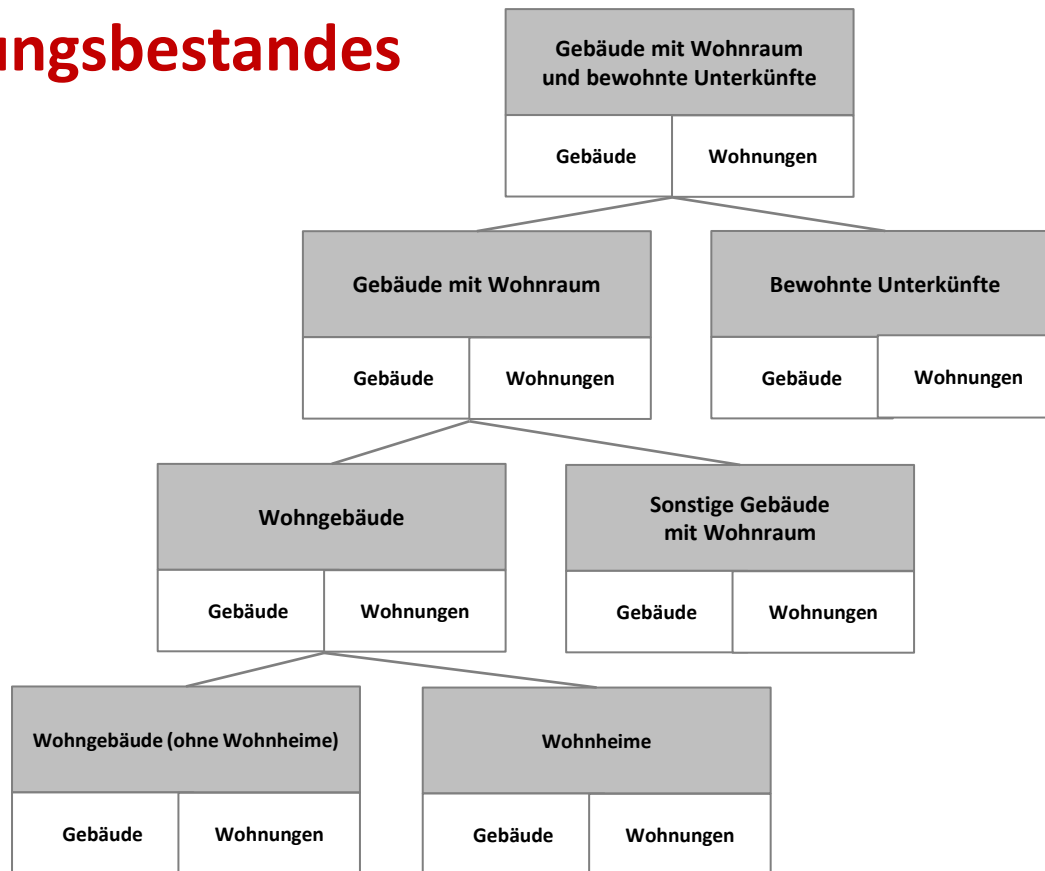 ungsbestandes
Gebäude mit Wohnraum
und bewohnte Unterkünfte
Gebäude Wohnungen
Gebäude mit Wohnraum
Gebäude Wohnungen
Bewohnte Unterkünfte
Gebäude Wohnungen
Wohngebäude
Gebäude Wohnungen
Sonstige Gebäude
mit Wohnraum
Gebäude Wohnungen
Wohngebäude (ohne Wohnheime)
Gebäude Wohnungen
Wohnheime
Gebäude Wohnungen